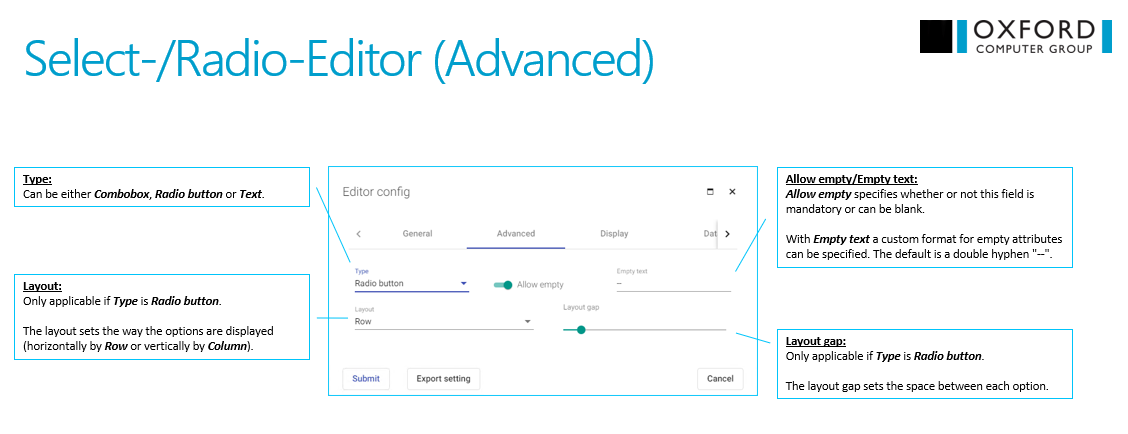 Select-/Radio-Editor (Advanced)
OXFORD
COMPUTER GROUP
Type:
Can be either Combobox, Radio button or Text.
Layout:
Only applicable if Type is Radio button.
The layout sets the way the options are displayed
(horizontally by Row or vertically by Column).
Editor config
General
Advanced
Display
Dat
Type
Radio button
Allow empty
Empty text
--
Layout
Row
Layout gap
Submit
Export setting
Cancel
Allow empty/Empty text:
Allow empty specifies whether or not this field is
mandatory or can be blank.
With Empty text a custom format for empty attributes
can be specified. The default is a double hyphen "--".
Layout gap:
Only applicable if Type is Radio button.
The layout gap sets the space between each option.